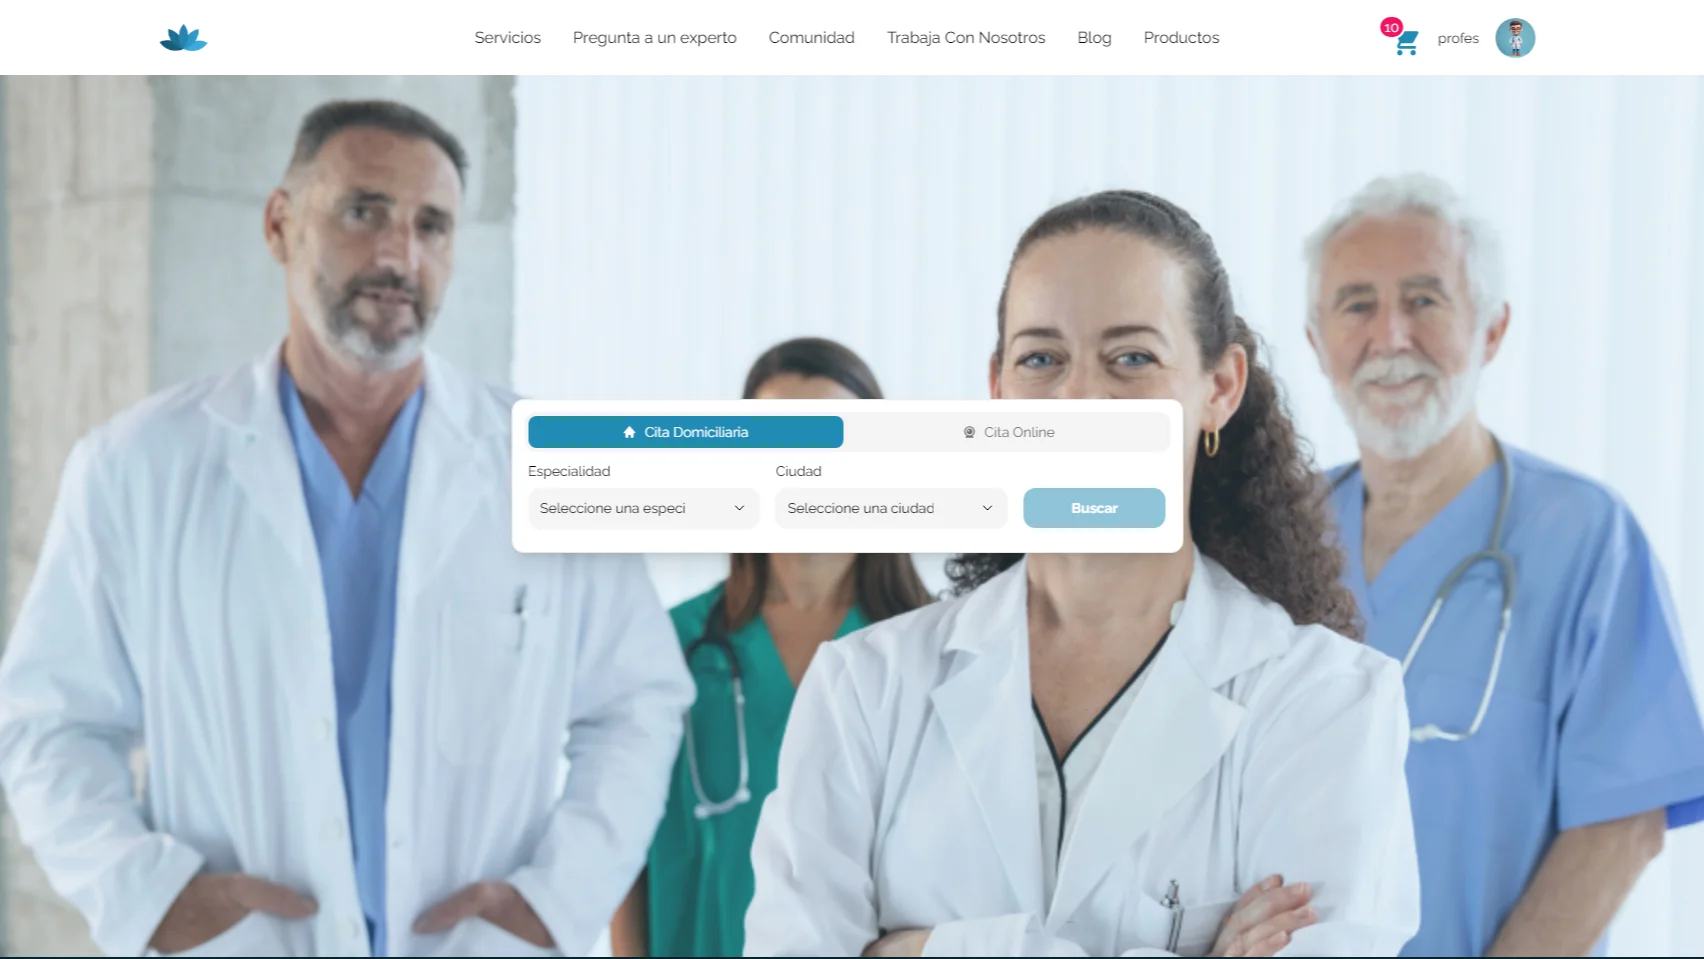 Servicios Pregunta a un experto Comunidad Trabaja Con Nosotros Blog Productos 10 profes
Cita Domiciliaria Cita Online
Especialidad Ciudad
Seleccione una especi Seleccione una ciudad Buscar